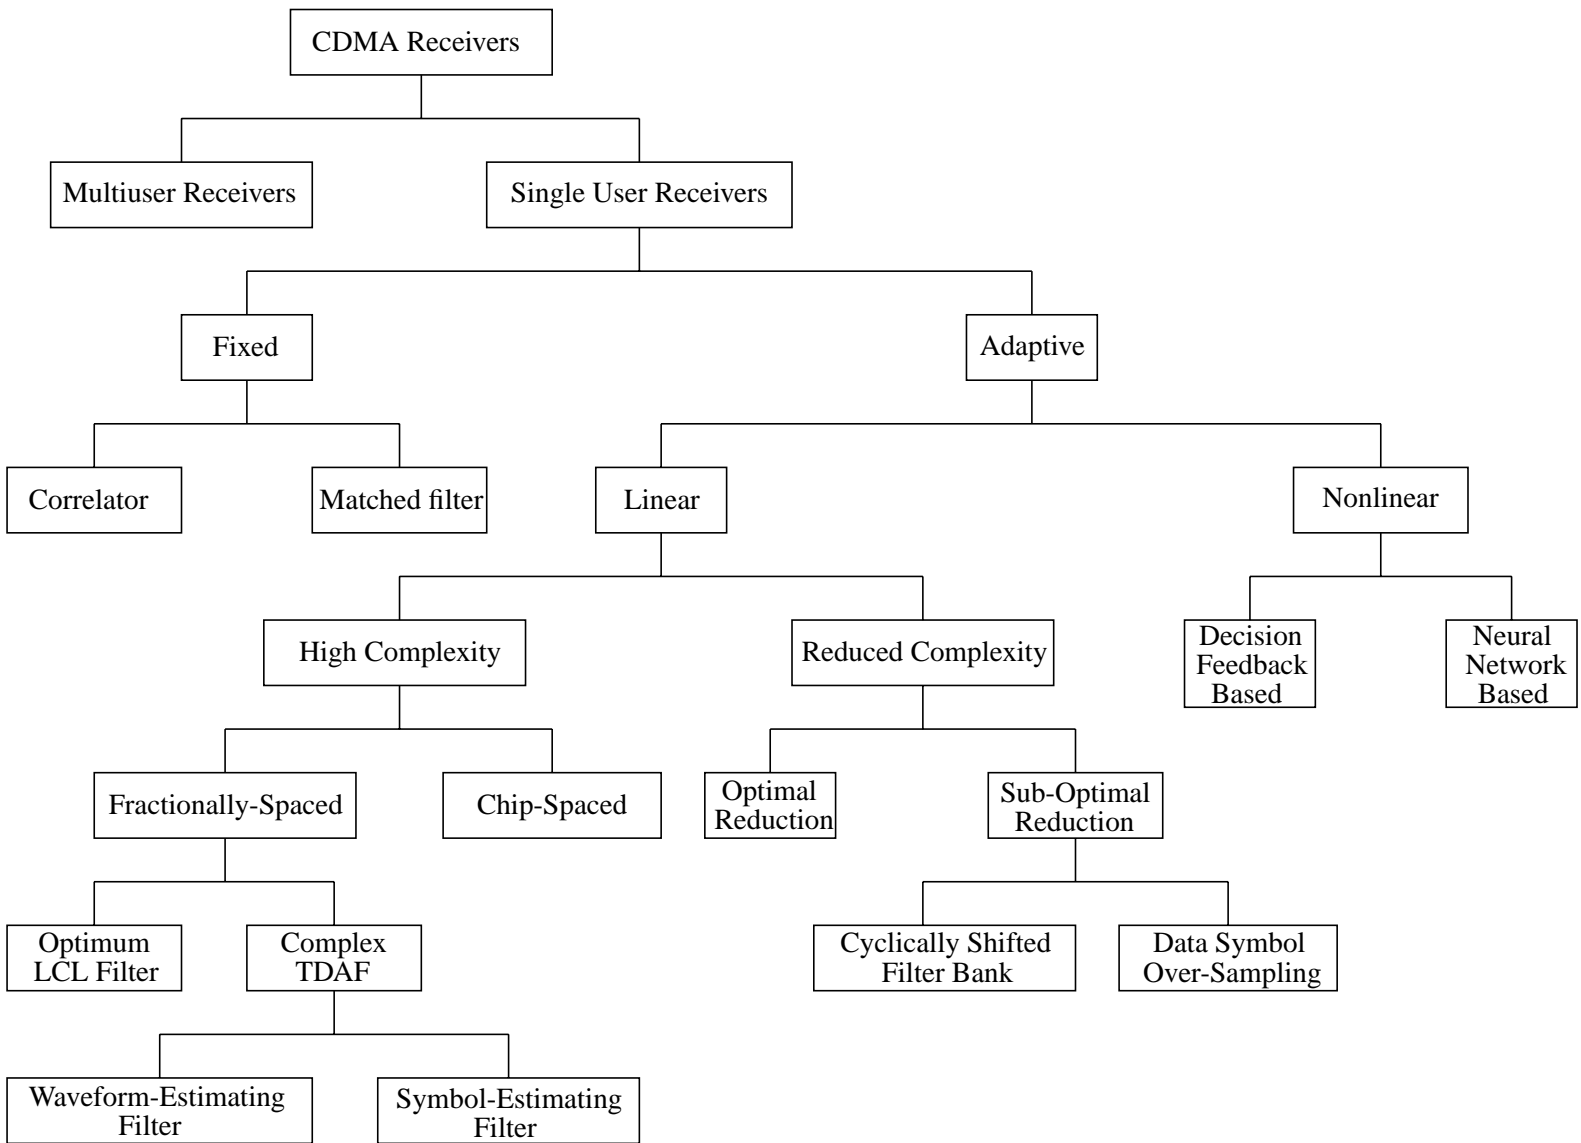 CDMA Receivers
Multiuser Receivers
Single User Receivers
Fixed
Adaptive
Correlator
Matched filter
Linear
Nonlinear
High Complexity
Reduced Complexity
Decision
Feedback
Based
Neural
Network
Based
Fractionally-Spaced
Chip-Spaced
Optimal
Reduction
Sub-Optimal
Reduction
Optimum
LCL Filter
Complex
TDAF
Cyclically Shifted
Filter Bank
Data Symbol
Over-Sampling
Waveform-Estimating
Filter
Symbol-Estimating
Filter